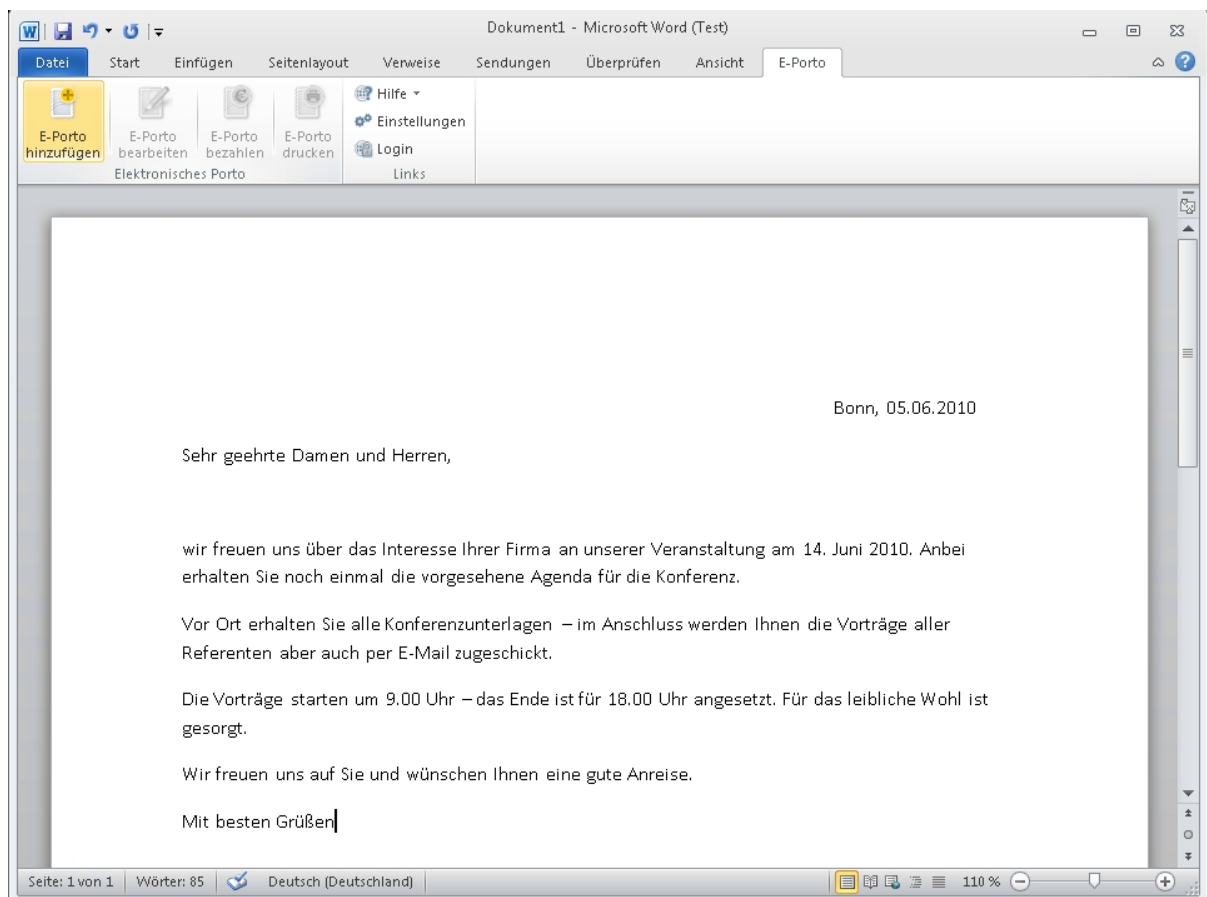 Dokument1 - Microsoft Word (Test)
Datei Start Einfügen Seitenlayout Verweise Sendungen Überprüfen Ansicht E-Porto
E-Porto hinzufügen
E-Porto bearbeiten
E-Porto bezahlen
E-Porto drucken
Elektronisches Porto
Hilfe
Einstellungen
Login
Links
Bonn, 05.06.2010
Sehr geehrte Damen und Herren,
wir freuen uns über das Interesse Ihrer Firma an unserer Veranstaltung am 14. Juni 2010. Anbei
erhalten Sie noch einmal die vorgesehene Agenda für die Konferenz.
Vor Ort erhalten Sie alle Konferenzunterlagen – im Anschluss werden Ihnen die Vorträge aller
Referenten aber auch per E-Mail zugeschickt.
Die Vorträge starten um 9.00 Uhr – das Ende ist für 18.00 Uhr angesetzt. Für das leibliche Wohl ist
gesorgt.
Wir freuen uns auf Sie und wünschen Ihnen eine gute Anreise.
Mit besten Grüßen
Seite: 1 von 1 Wörter: 85 Deutsch (Deutschland) 110 %